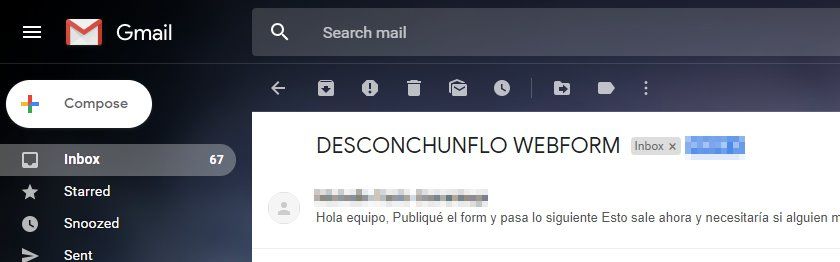 Gmail
Search mail
Compose
DESCONCHUNFLO WEBFORM Inbox ×
Inbox 67
Starred
Hola equipo, Publiqué el form y pasa lo siguiente Esto sale ahora y necesitaría si alguien m
Snoozed
Sent